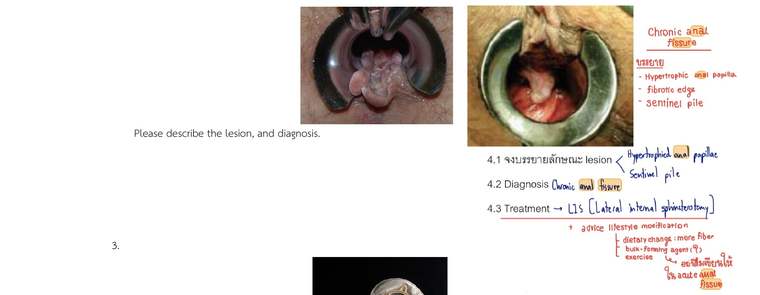 Chronic anal
fissure
บรรยาย
- Hypertrophic anal papilla
- fibrotic edge
- sentinel pile
Please describe the lesion, and diagnosis.
4.1 จงบรรยายลักษณะ lesion < Hypertrophied anal papillae
Sentinel pile
4.2 Diagnosis Chronic anal fissure
4.3 Treatment → LIS [Lateral internal sphincterotomy]
+ advice lifestyle modification
- dietary change : more fiber
- bulk-forming agent
- exercise
3.
ใน acute anal
fissue